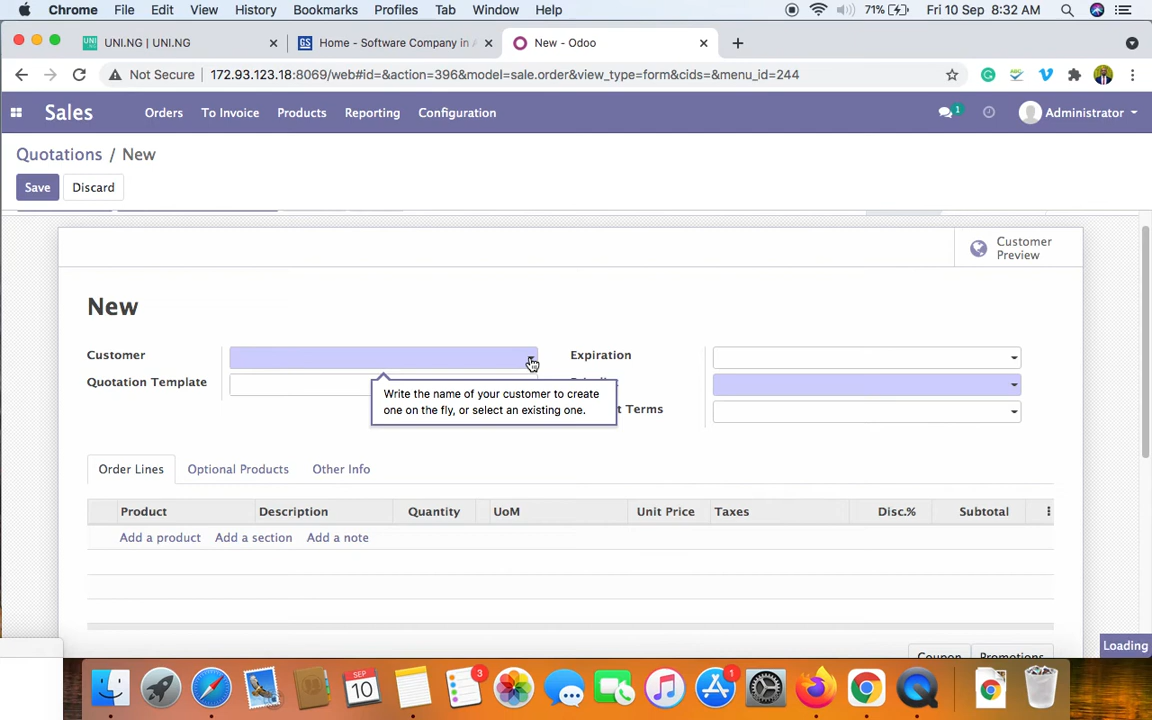 Chrome File Edit View History Bookmarks Profiles Tab Window Help 71% Fri 10 Sep 8:32 AM
UNI.NG | UNI.NG
Home - Software Company in
New - Odoo
Not Secure 172.93.123.18:8069/web#id=&action=396&model=sale.order&view_type=form&cids=&menu_id=244
Sales Orders To Invoice Products Reporting Configuration 1 Administrator
Quotations / New
Save Discard
Customer
Preview
New
Customer
Expiration
Quotation Template
Write the name of your customer to create
one on the fly, or select an existing one.
Terms
Order Lines Optional Products Other Info
Product Description Quantity UoM Unit Price Taxes Disc.% Subtotal
Add a product Add a section Add a note
Loading
Coupon Promotions
SEP
10
3
1